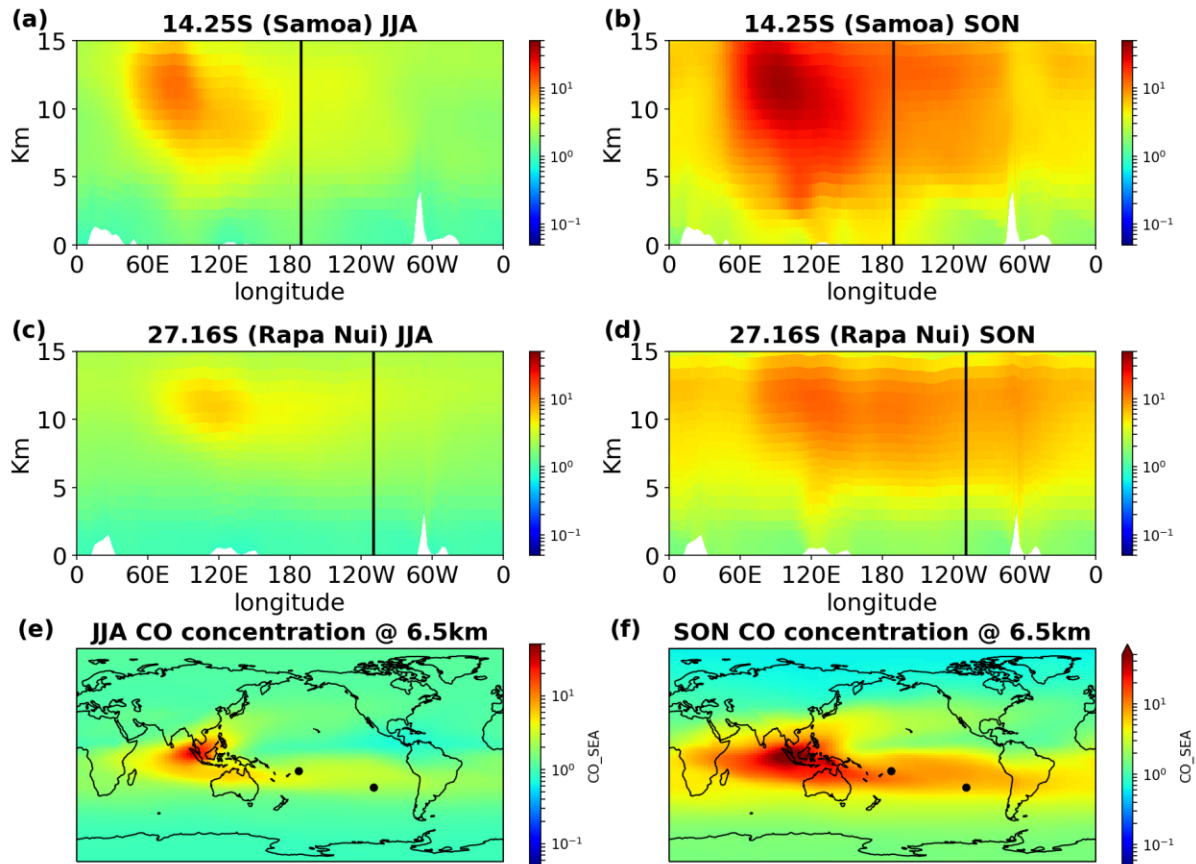 (a) 14.25S (Samoa) JJA
15
10
5
0
Km
0 60E 120E 180 120W 60W 0
longitude
10¹
10⁰
10⁻¹
(b) 14.25S (Samoa) SON
15
10
5
0
Km
0 60E 120E 180 120W 60W 0
longitude
10¹
10⁰
10⁻¹
(c) 27.16S (Rapa Nui) JJA
15
10
5
0
Km
0 60E 120E 180 120W 60W 0
longitude
10¹
10⁰
10⁻¹
(d) 27.16S (Rapa Nui) SON
15
10
5
0
Km
0 60E 120E 180 120W 60W 0
longitude
10¹
10⁰
10⁻¹
(e) JJA CO concentration @ 6.5km
CO_SEA
10¹
10⁰
10⁻¹
(f) SON CO concentration @ 6.5km
CO_SEA
10¹
10⁰
10⁻¹